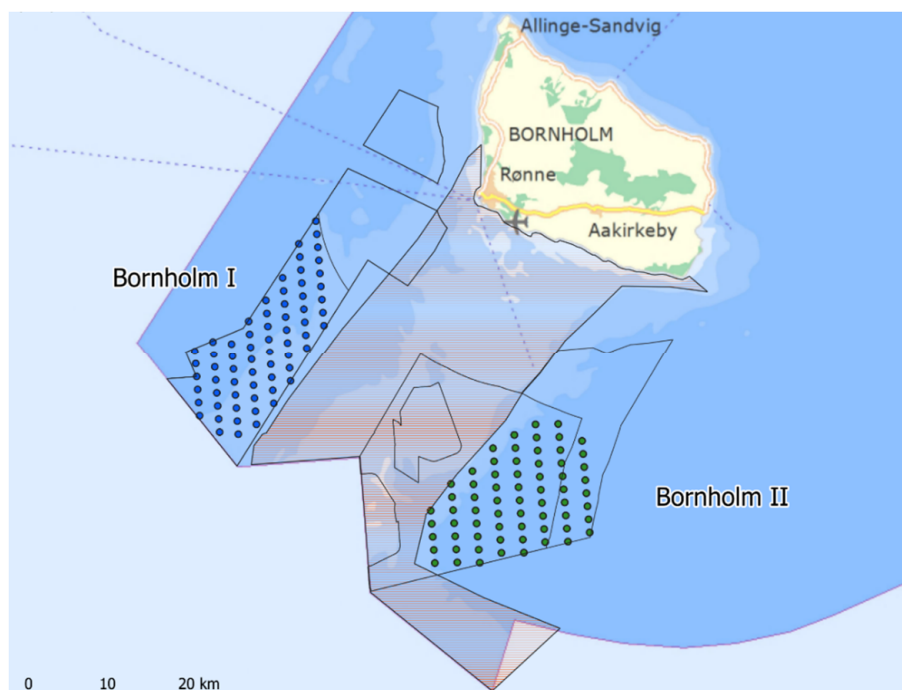 Allinge-Sandvig
BORNHOLM
Rønne
Aakirkeby
Bornholm I
Bornholm II
0 10 20 km